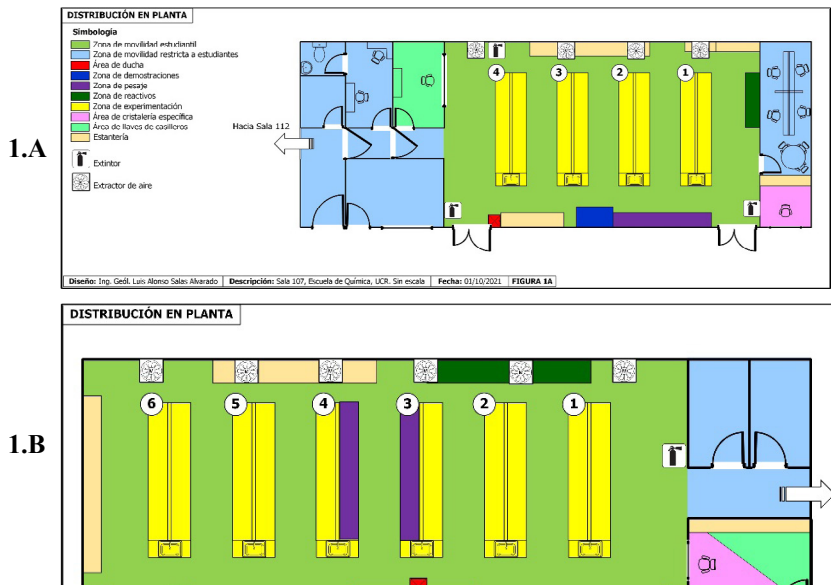 DISTRIBUCIÓN EN PLANTA
Simbología
Zona de movilidad estudiantil
Zona de movilidad restricta a estudiantes
Área de ducha
Zona de demostraciones
Zona de pesaje
Zona de reactivos
Zona de experimentación
Área de cristalería específica
Área de llaves de casilleros
Estantería
Extintor
Extractor de aire
1.A
Hacia Sala 112
4 3 2 1
Diseño: Ing. Geól. Luis Alonso Salas Alvarado Descripción: Sala 107, Escuela de Química, UCR. Sin escala Fecha: 01/10/2021 FIGURA 1A
DISTRIBUCIÓN EN PLANTA
1.B
6 5 4 3 2 1